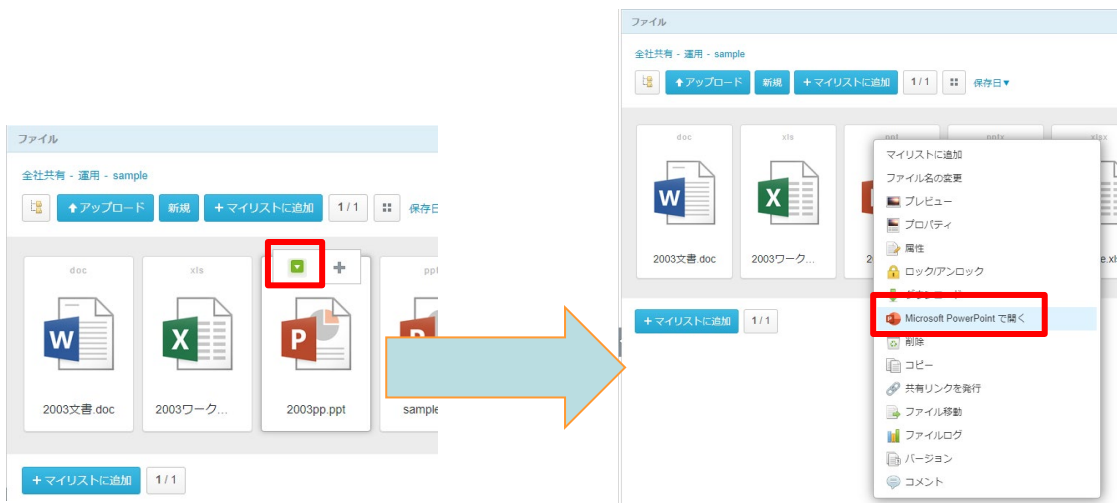 ファイル
全社共有 - 運用 - sample
アップロード 新規 +マイリストに追加 1 / 1
doc xls
W X P
2003文書.doc 2003ワーク... 2003pp.ppt sample
+マイリストに追加 1 / 1
ファイル
全社共有 - 運用 - sample
アップロード 新規 +マイリストに追加 1 / 1 保存日▼
doc xls ppt pptx xlsx
W X
2003文書.doc 2003ワーク...
+マイリストに追加 1 / 1
マイリストに追加
ファイル名の変更
プレビュー
プロパティ
属性
ロック/アンロック
ダウンロード
Microsoft PowerPoint で開く
削除
コピー
共有リンクを発行
ファイル移動
ファイルログ
バージョン
コメント